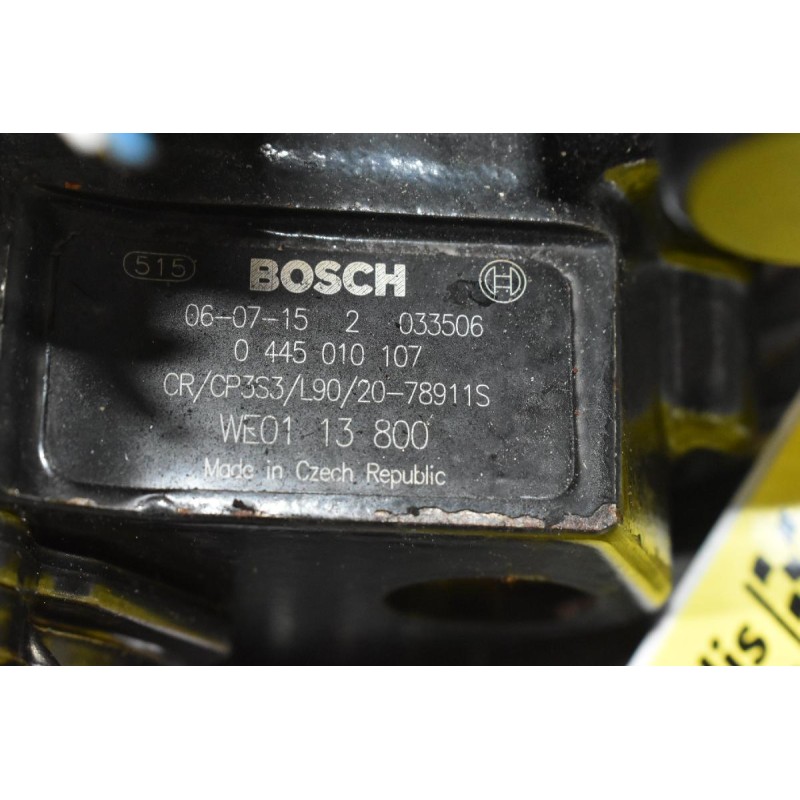 515 BOSCH
06-07-15 2 033506
0 445 010 107
CR/CP3S3/L90/20-78911S
WE01 13 800
Made in Czech Republic